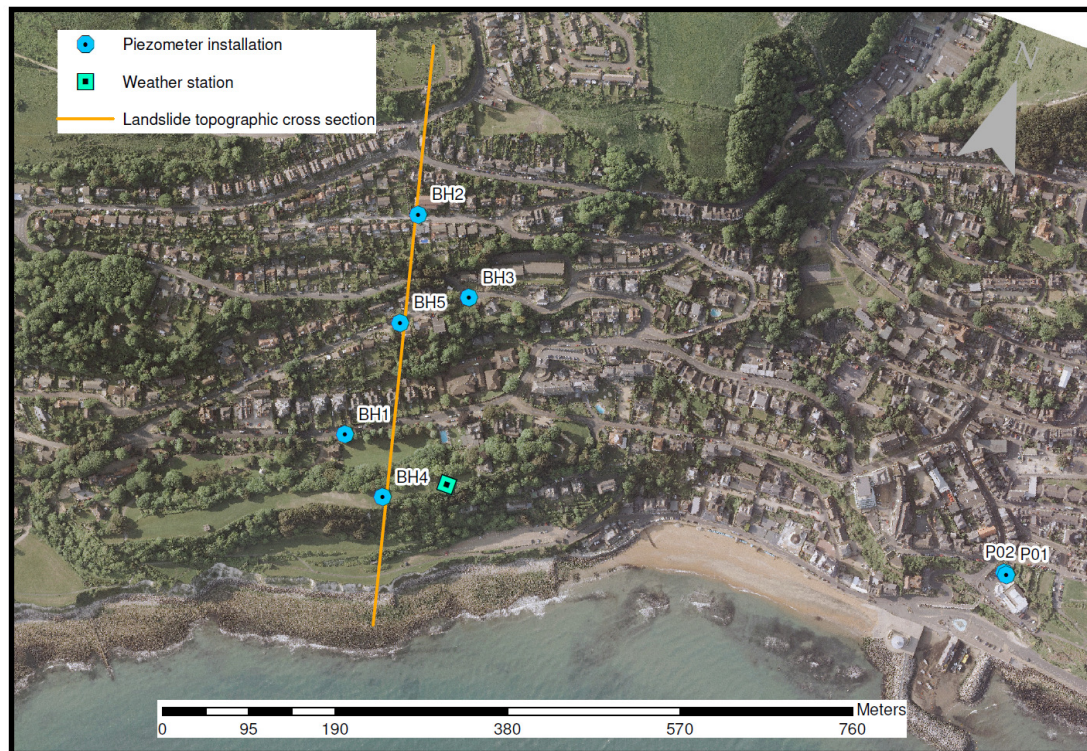 Piezometer installation
Weather station
Landslide topographic cross section
N
BH2
BH3
BH5
BH1
BH4
P02 P01
Meters
0 95 190 380 570 760